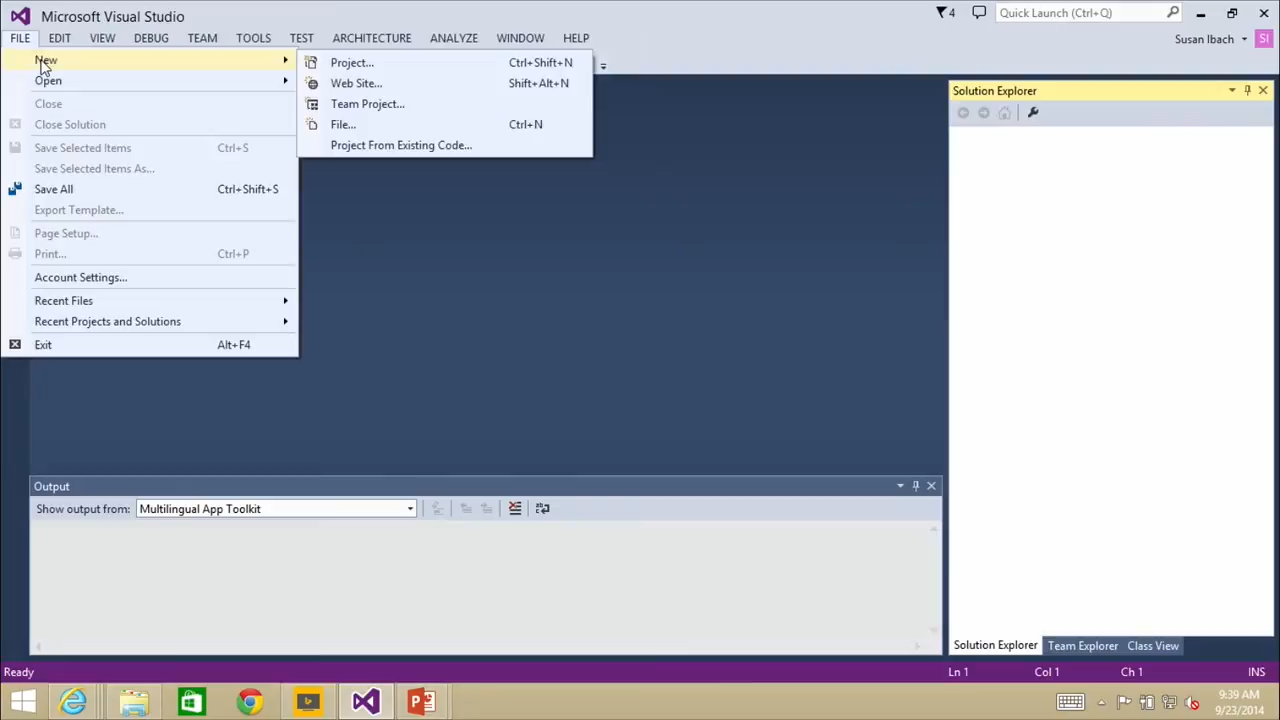 Microsoft Visual Studio
4
Quick Launch (Ctrl+Q)
FILE EDIT VIEW DEBUG TEAM TOOLS TEST ARCHITECTURE ANALYZE WINDOW HELP
Susan Ibach
SI
New
Open
Close
Close Solution
Save Selected Items Ctrl+S
Save Selected Items As...
Save All Ctrl+Shift+S
Export Template...
Page Setup...
Print... Ctrl+P
Account Settings...
Recent Files
Recent Projects and Solutions
Exit Alt+F4
Project... Ctrl+Shift+N
Web Site... Shift+Alt+N
Team Project...
File... Ctrl+N
Project From Existing Code...
Solution Explorer
Output
Show output from: Multilingual App Toolkit
Solution Explorer Team Explorer Class View
Ready Ln 1 Col 1 Ch 1 INS
9:39 AM
9/23/2014